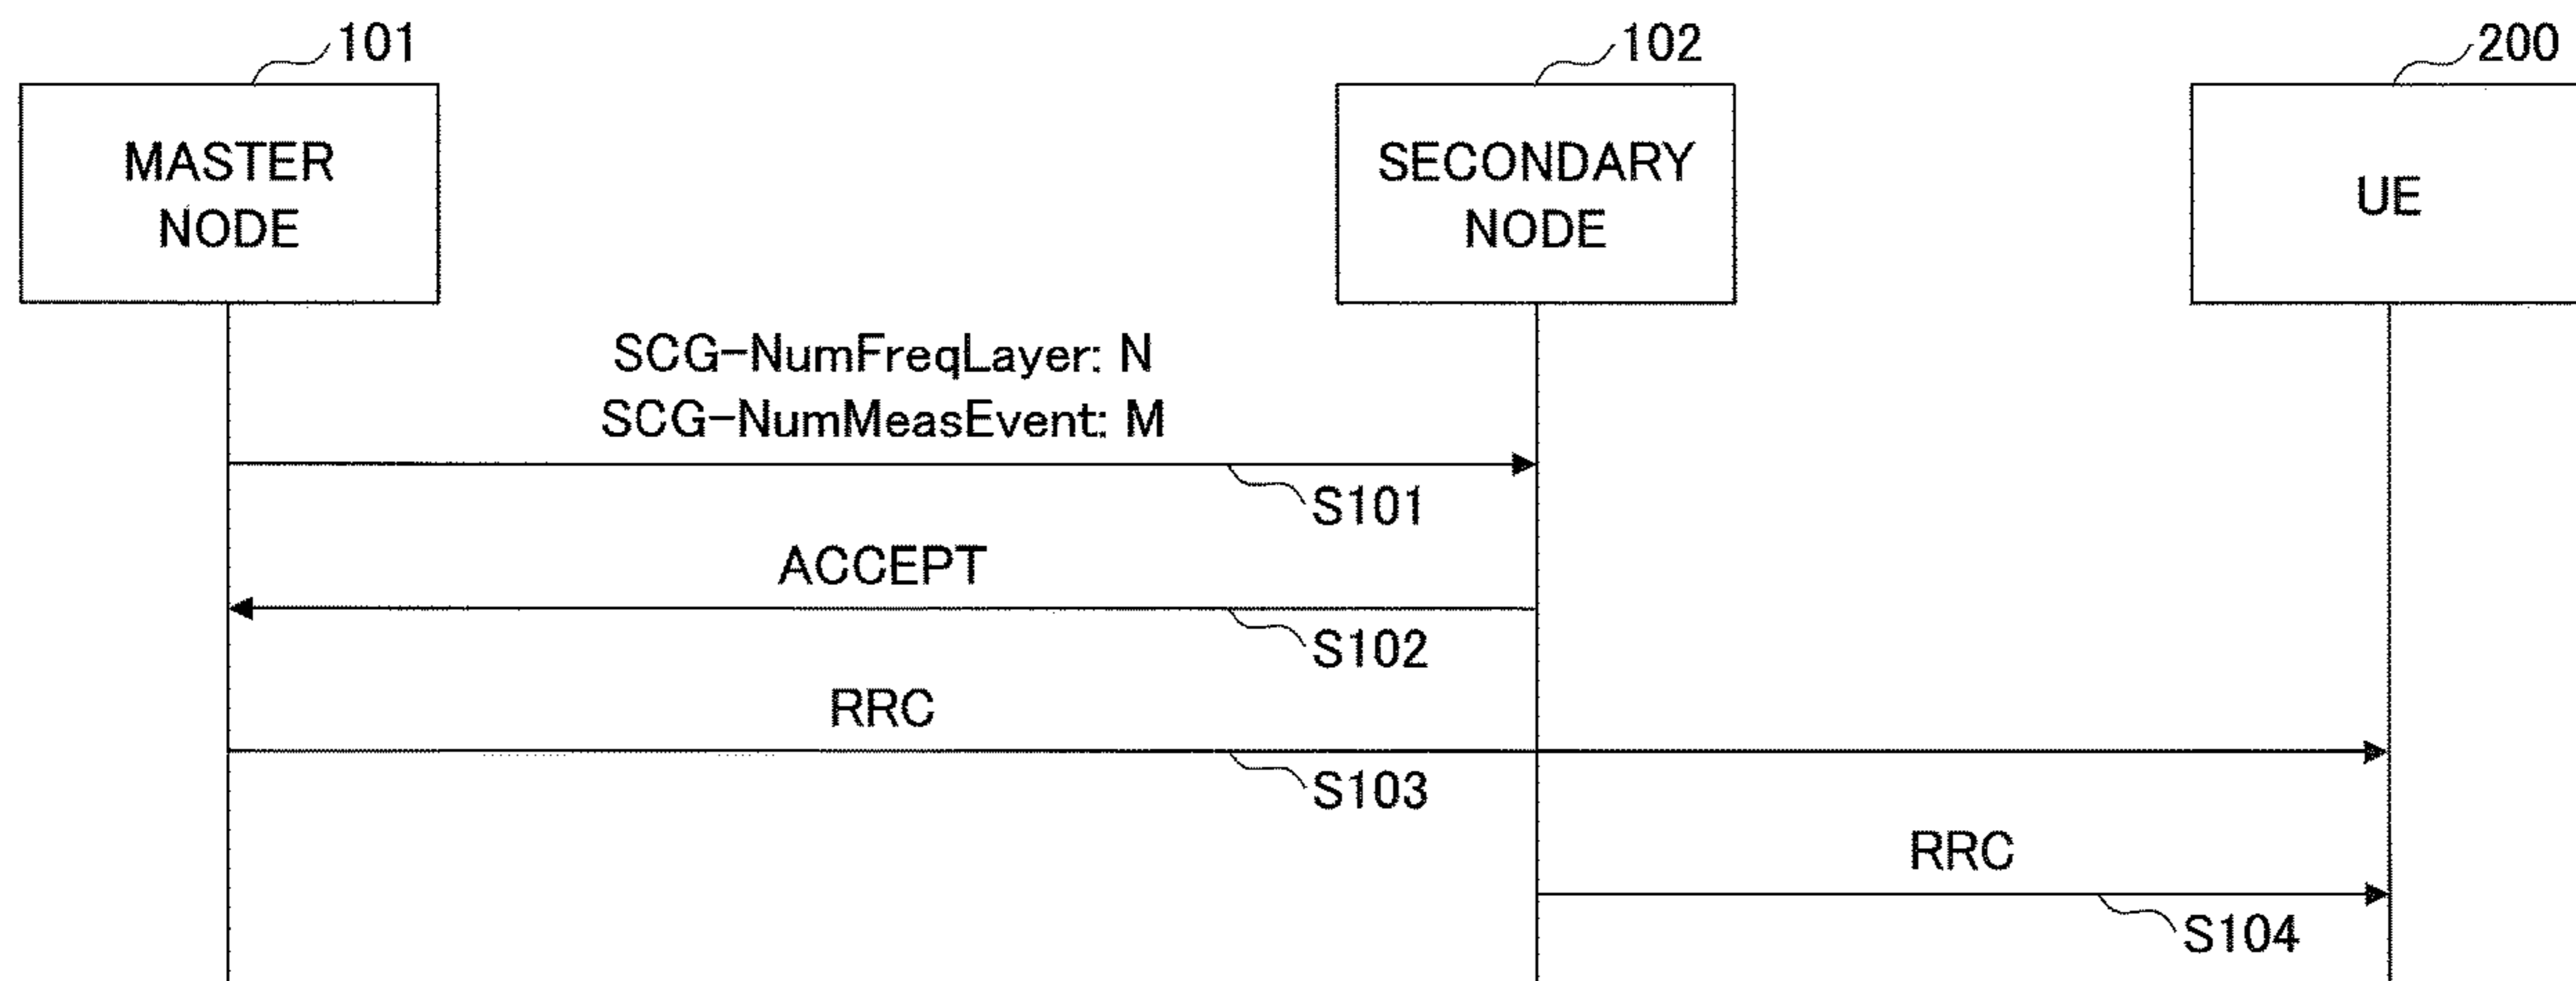 101
102
200
MASTER
NODE
SECONDARY
NODE
UE
SCG-NumFreqLayer: N
SCG-NumMeasEvent: M
S101
ACCEPT
S102
RRC
S103
RRC
S104